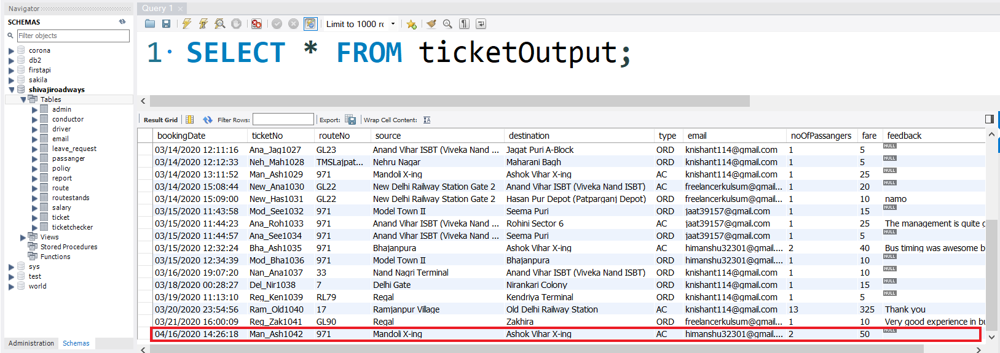 Navigator
SCHEMAS
Filter objects
corona
db2
firstapi
sakila
shivajiroadways
Tables
admin
conductor
driver
email
leave_request
passanger
policy
report
route
routestands
salary
ticket
ticketchecker
Views
Stored Procedures
Functions
sys
test
world
Administration Schemas
Query 1
Limit to 1000 rc
1 SELECT * FROM ticketOutput;
Result Grid Filter Rows: Export: Wrap Cell Content:
bookingDate ticketNo routeNo source destination type email noOfPassangers fare feedback
03/14/2020 12:11:16 Ana_Jag1027 GL23 Anand Vihar ISBT (Viveka Nand ... Jagat Puri A-Block ORD knishant114@gmail.com 1 5 NULL
03/14/2020 12:12:33 Neh_Mah1028 TMSLajpat... Nehru Nagar Maharani Bagh ORD knishant114@gmail.com 1 5 NULL
03/14/2020 13:11:52 Man_Ash1029 971 Mandoli X-ing Ashok Vihar X-ing AC knishant114@gmail.com 1 25 NULL
03/14/2020 15:08:44 New_Ana1030 GL22 New Delhi Railway Station Gate 2 Anand Vihar ISBT (Viveka Nand ISBT) AC freelancerkulsum@gmail... 1 20 NULL
03/14/2020 15:09:00 New_Has1031 GL22 New Delhi Railway Station Gate 2 Hasan Pur Depot (Patparganj Depot) ORD freelancerkulsum@gmail... 1 10 namo
03/15/2020 11:43:58 Mod_See1032 971 Model Town II Seema Puri ORD jaat39157@gmail.com 1 15 NULL
03/15/2020 11:44:23 Ana_Roh1033 971 Anand Vihar ISBT (Viveka Nand ... Rohini Sector 6 AC jaat39157@gmail.com 1 25 The management is quite g
03/15/2020 11:44:57 Ana_See1034 971 Anand Vihar ISBT (Viveka Nand ... Seema Puri ORD jaat39157@gmail.com 1 5 NULL
03/15/2020 12:32:24 Bha_Ash1035 971 Bhajanpura Ashok Vihar X-ing AC himanshu32301@gmail.... 2 40 Bus timing was awesome b
03/15/2020 12:34:39 Mod_Bha1036 971 Model Town II Bhajanpura ORD himanshu32301@gmail.... 1 10 NULL
03/16/2020 19:07:20 Nan_Ana1037 33 Nand Nagri Terminal Anand Vihar ISBT (Viveka Nand ISBT) ORD knishant114@gmail.com 1 10 NULL
03/18/2020 00:28:27 Del_Nir1038 7 Delhi Gate Nirankari Colony ORD knishant114@gmail.com 1 15 NULL
03/19/2020 11:13:10 Reg_Ken1039 RL79 Regal Kendriya Terminal ORD knishant114@gmail.com 1 5 NULL
03/20/2020 23:54:56 Ram_Old1040 17 Ramjanpur Village Old Delhi Railway Station AC knishant114@gmail.com 13 325 Thank you
03/21/2020 16:00:09 Reg_Zak1041 GL90 Regal Zakhira ORD freelancerkulsum@gmail... 1 10 Very good experience in bu
04/16/2020 14:26:18 Man_Ash1042 971 Mandoli X-ing Ashok Vihar X-ing AC himanshu32301@gmail.... 2 50 NULL